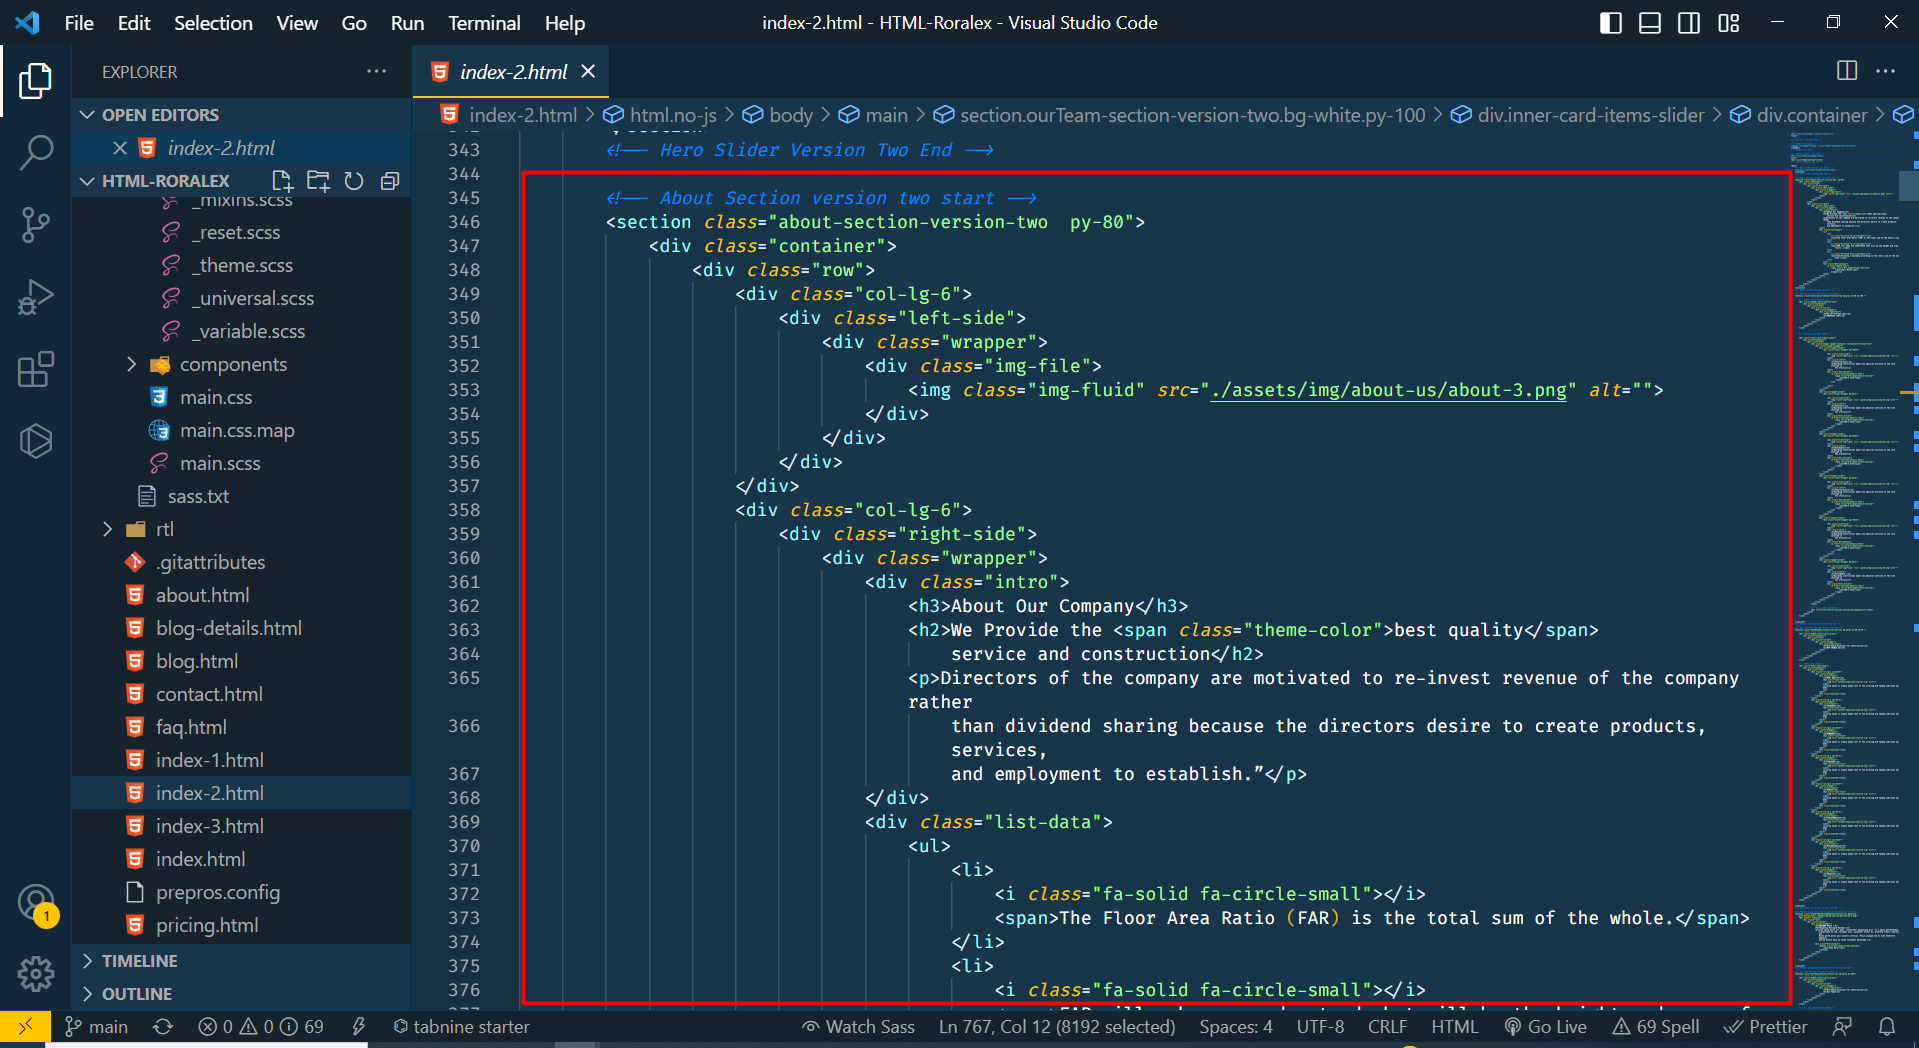 File Edit Selection View Go Run Terminal Help
index-2.html - HTML-Roralex - Visual Studio Code
EXPLORER
OPEN EDITORS
index-2.html
HTML-RORALEX
_mixins.scss
_reset.scss
_theme.scss
_universal.scss
_variable.scss
components
main.css
main.css.map
main.scss
sass.txt
rtl
.gitattributes
about.html
blog-details.html
blog.html
contact.html
faq.html
index-1.html
index-2.html
index-3.html
index.html
prepros.config
pricing.html
TIMELINE
OUTLINE
1
index-2.html
index-2.html > html.no-js > body > main > section.ourTeam-section-version-two.bg-white.py-100 > div.inner-card-items-slider > div.container >
343 <!-- Hero Slider Version Two End -->
344
345 <!-- About Section version two start -->
346 <section class="about-section-version-two  py-80">
347 <div class="container">
348 <div class="row">
349 <div class="col-lg-6">
350 <div class="left-side">
351 <div class="wrapper">
352 <div class="img-file">
353 <img class="img-fluid" src="./assets/img/about-us/about-3.png" alt="">
354 </div>
355 </div>
356 </div>
357 </div>
358 <div class="col-lg-6">
359 <div class="right-side">
360 <div class="wrapper">
361 <div class="intro">
362 <h3>About Our Company</h3>
363 <h2>We Provide the <span class="theme-color">best quality</span>
364 service and construction</h2>
365 <p>Directors of the company are motivated to re-invest revenue of the company
rather
366 than dividend sharing because the directors desire to create products,
services,
367 and employment to establish.”</p>
368 </div>
369 <div class="list-data">
370 <ul>
371 <li>
372 <i class="fa-solid fa-circle-small"></i>
373 <span>The Floor Area Ratio (FAR) is the total sum of the whole.</span>
374 </li>
375 <li>
376 <i class="fa-solid fa-circle-small"></i>
main 0 0 69 tabnine starter Watch Sass Ln 767, Col 12 (8192 selected) Spaces: 4 UTF-8 CRLF HTML Go Live 69 Spell Prettier